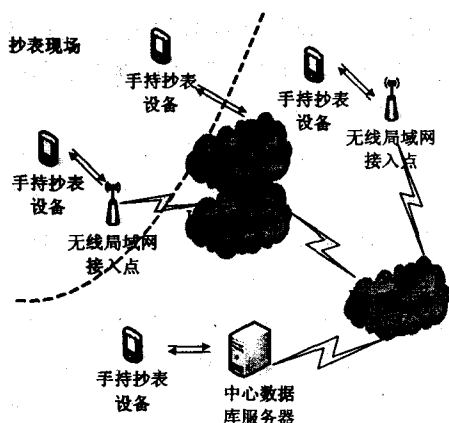 抄表现场
手持抄表
设备
手持抄表
设备
无线局域网
接入点
手持抄表
设备
无线局域网
接入点
手持抄表
设备
中心数据
库服务器